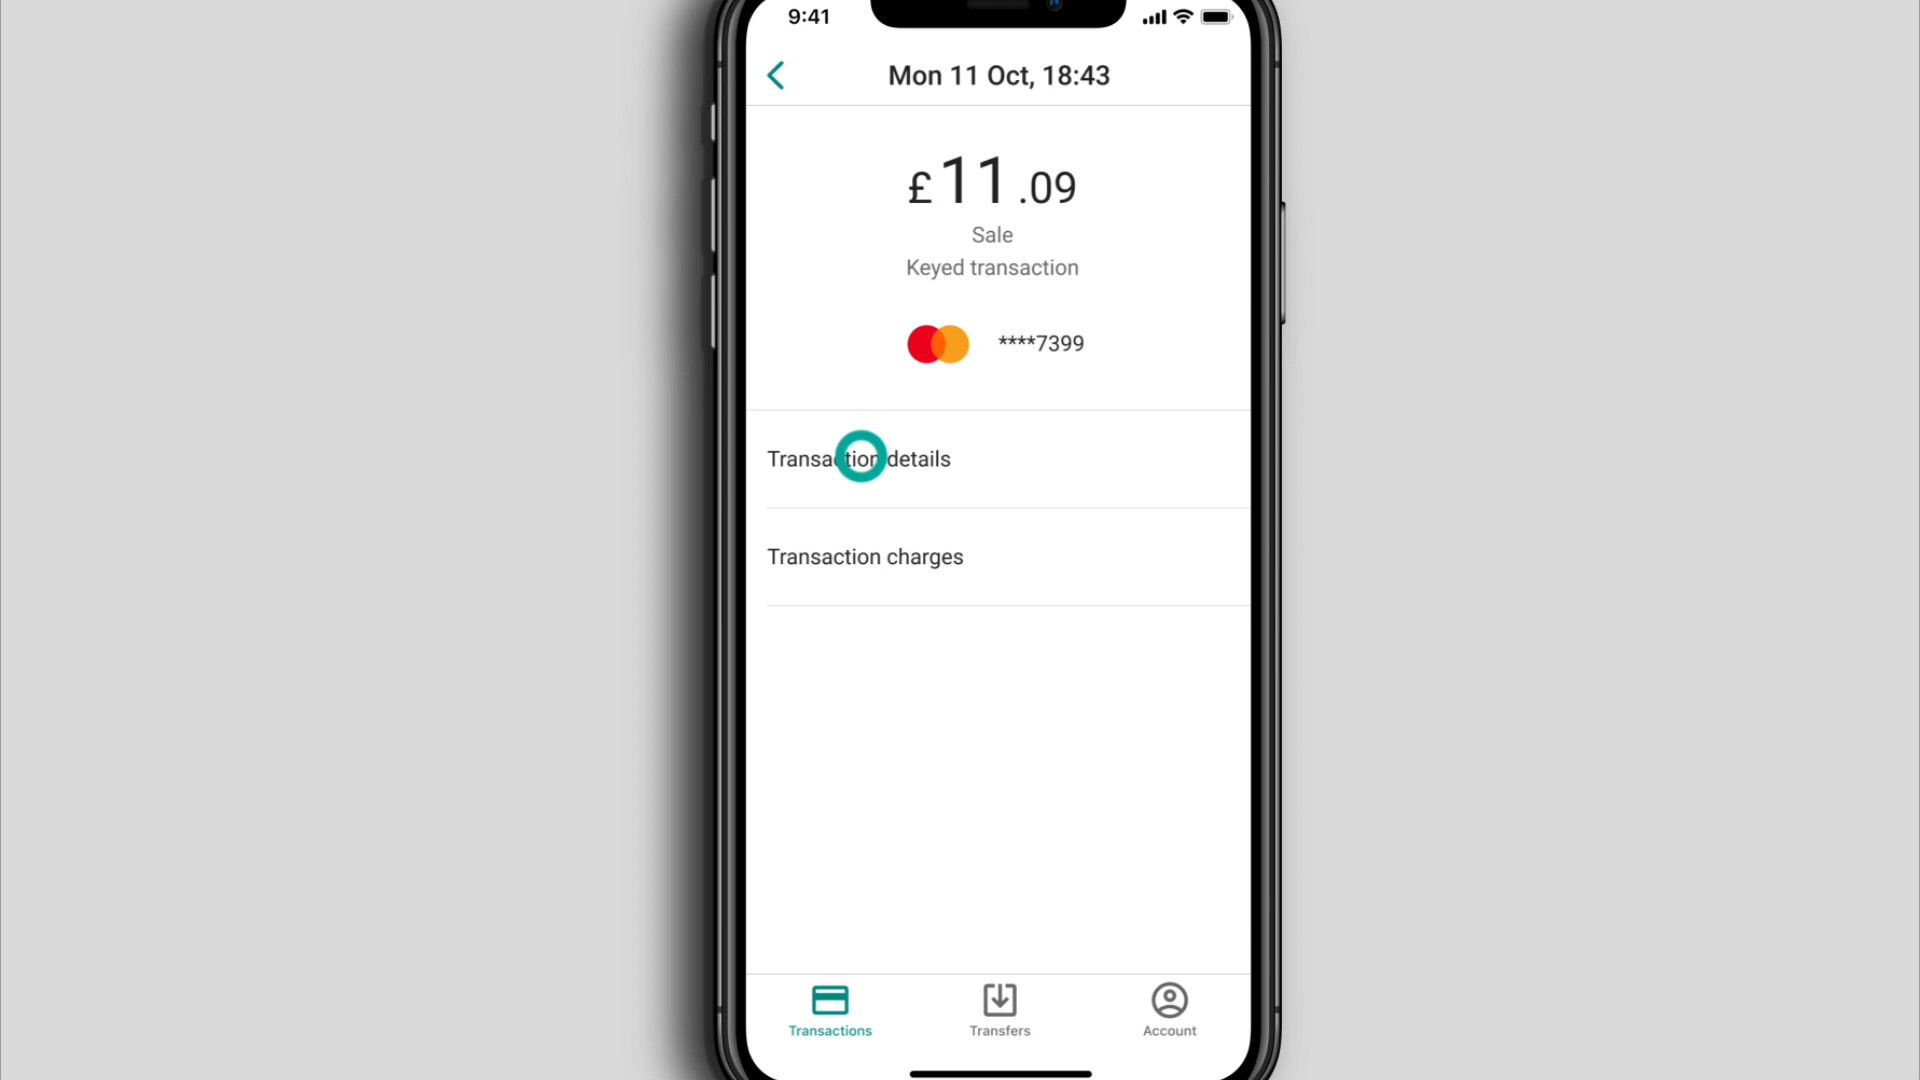 9:41
Mon 11 Oct, 18:43
£11.09
Sale
Keyed transaction
****7399
Transaction details
Transaction charges
Transactions
Transfers
Account